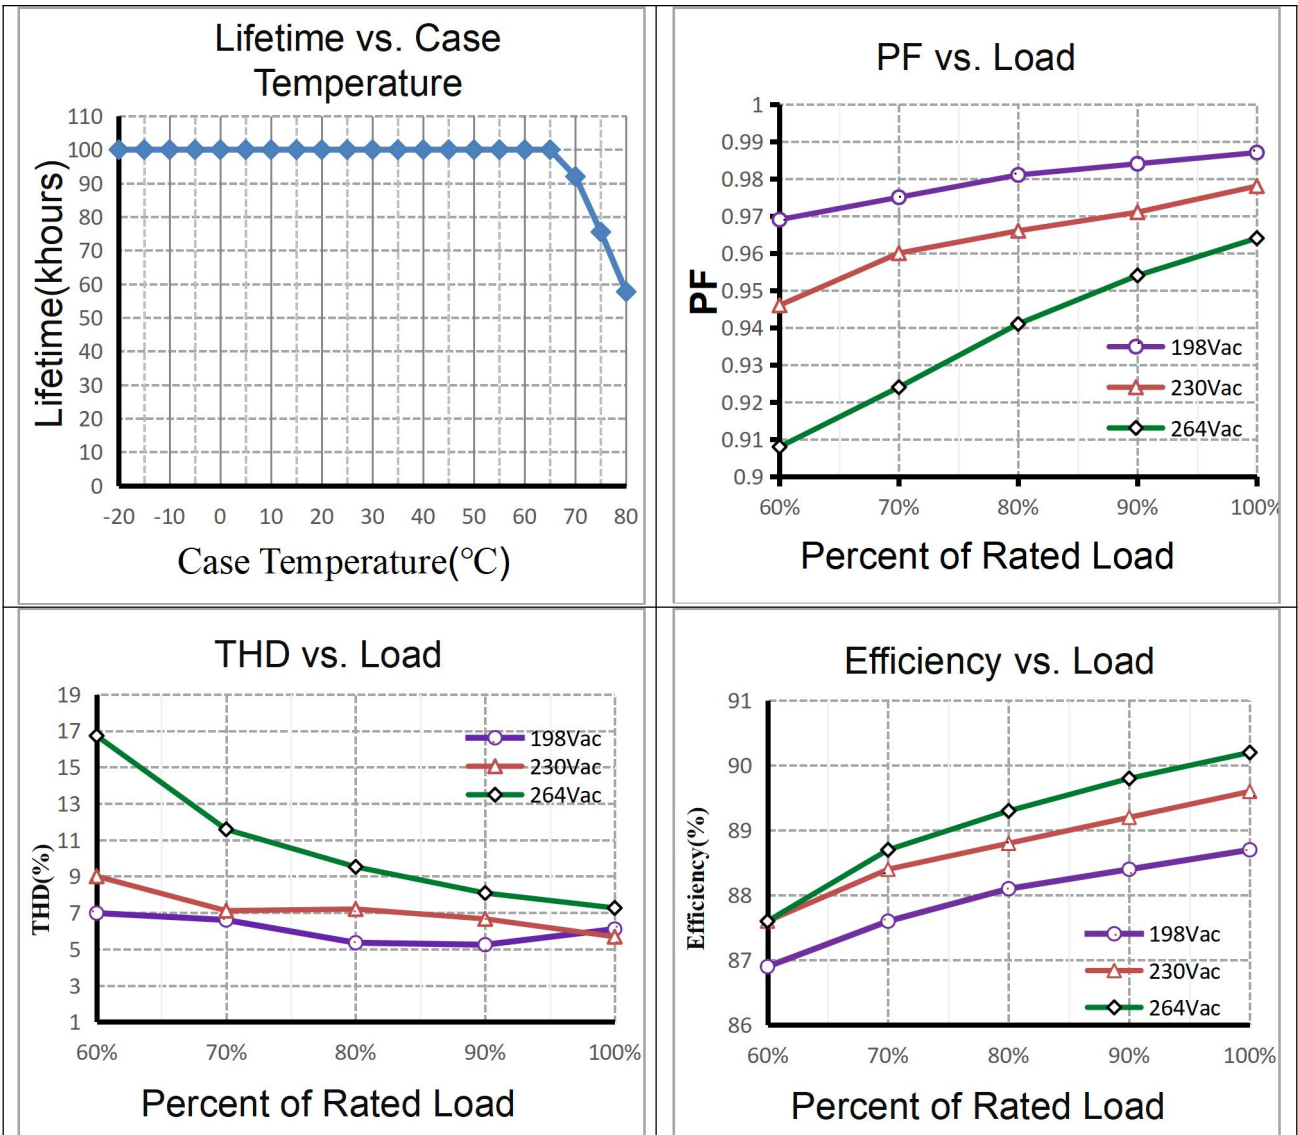 Lifetime vs. Case
Temperature
110
100
90
80
70
60
50
40
30
20
10
0
Lifetime(khours)
-20 -10 0 10 20 30 40 50 60 70 80
Case Temperature(°C)
PF vs. Load
1
0.99
0.98
0.97
0.96
0.95
0.94
0.93
0.92
0.91
0.9
PF
198Vac
230Vac
264Vac
60% 70% 80% 90% 100%
Percent of Rated Load
THD vs. Load
19
17
15
13
11
9
7
5
3
1
THD(%)
198Vac
230Vac
264Vac
60% 70% 80% 90% 100%
Percent of Rated Load
Efficiency vs. Load
91
90
89
88
87
86
Efficiency(%)
198Vac
230Vac
264Vac
60% 70% 80% 90% 100%
Percent of Rated Load